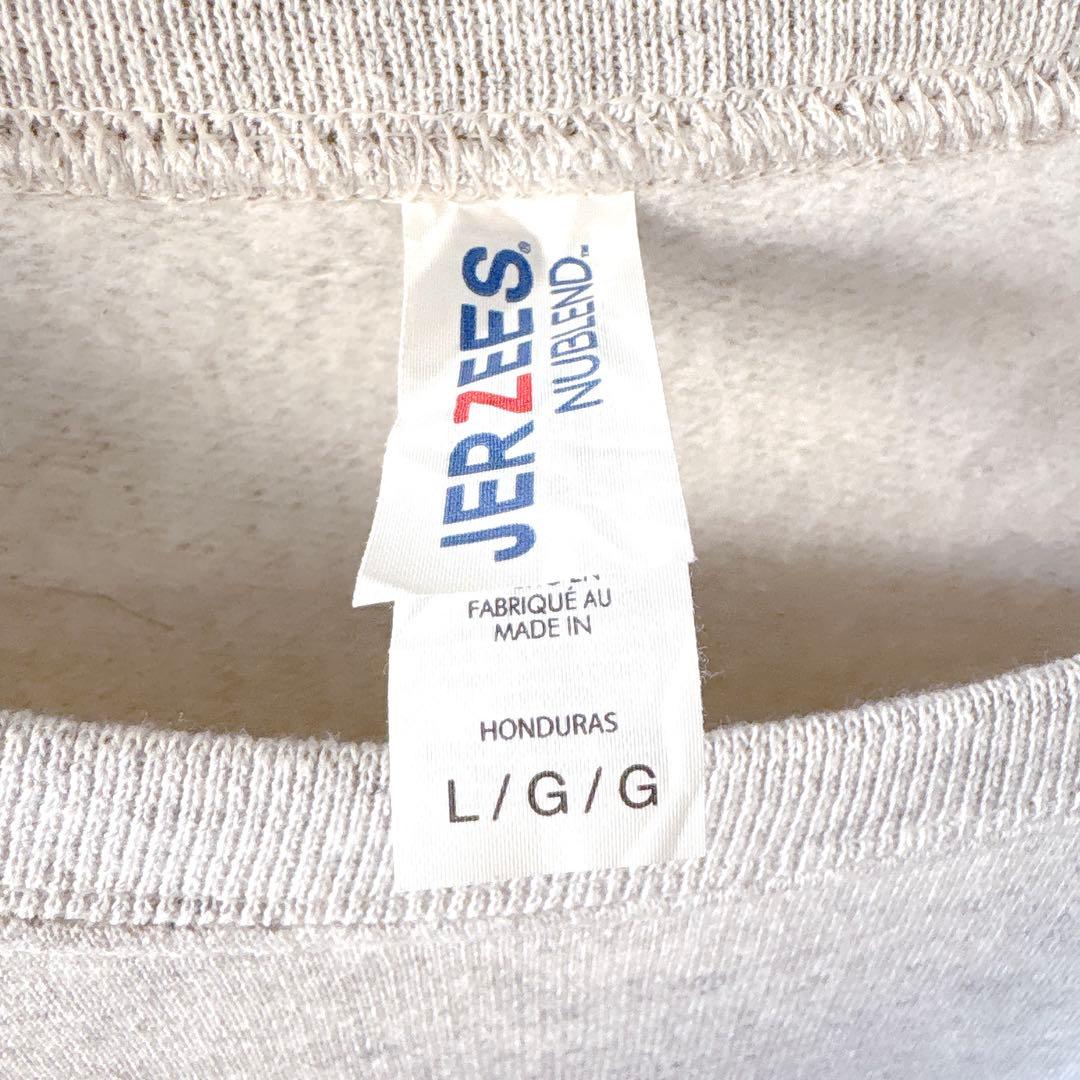 JERZEES®
NUBLEND™
FABRIQUÉ AU
MADE IN
HONDURAS
L / G / G